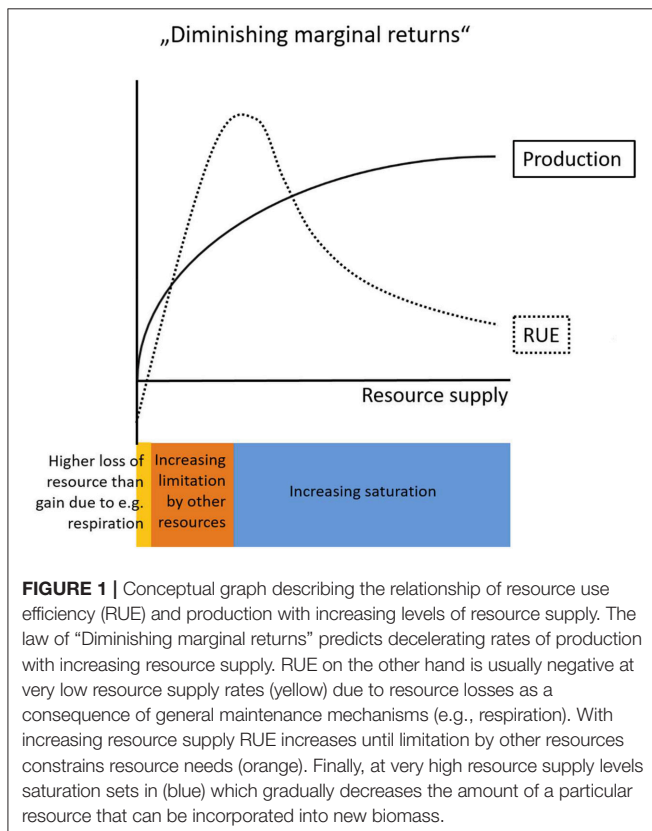 „Diminishing marginal returns“
Production
RUE
Resource supply
Higher loss of
resource than
gain due to e.g.
respiration
Increasing
limitation
by other
resources
Increasing saturation
FIGURE 1 | Conceptual graph describing the relationship of resource use
efficiency (RUE) and production with increasing levels of resource supply. The
law of “Diminishing marginal returns” predicts decelerating rates of production
with increasing resource supply. RUE on the other hand is usually negative at
very low resource supply rates (yellow) due to resource losses as a
consequence of general maintenance mechanisms (e.g., respiration). With
increasing resource supply RUE increases until limitation by other resources
constrains resource needs (orange). Finally, at very high resource supply levels
saturation sets in (blue) which gradually decreases the amount of a particular
resource that can be incorporated into new biomass.